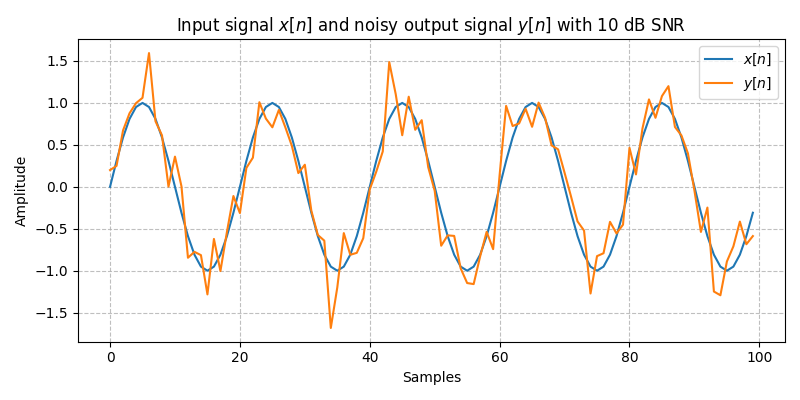 Input signal x[n] and noisy output signal y[n] with 10 dB SNR
x[n]
y[n]
1.5
1.0
0.5
0.0
−0.5
−1.0
−1.5
Amplitude
0 20 40 60 80 100
Samples